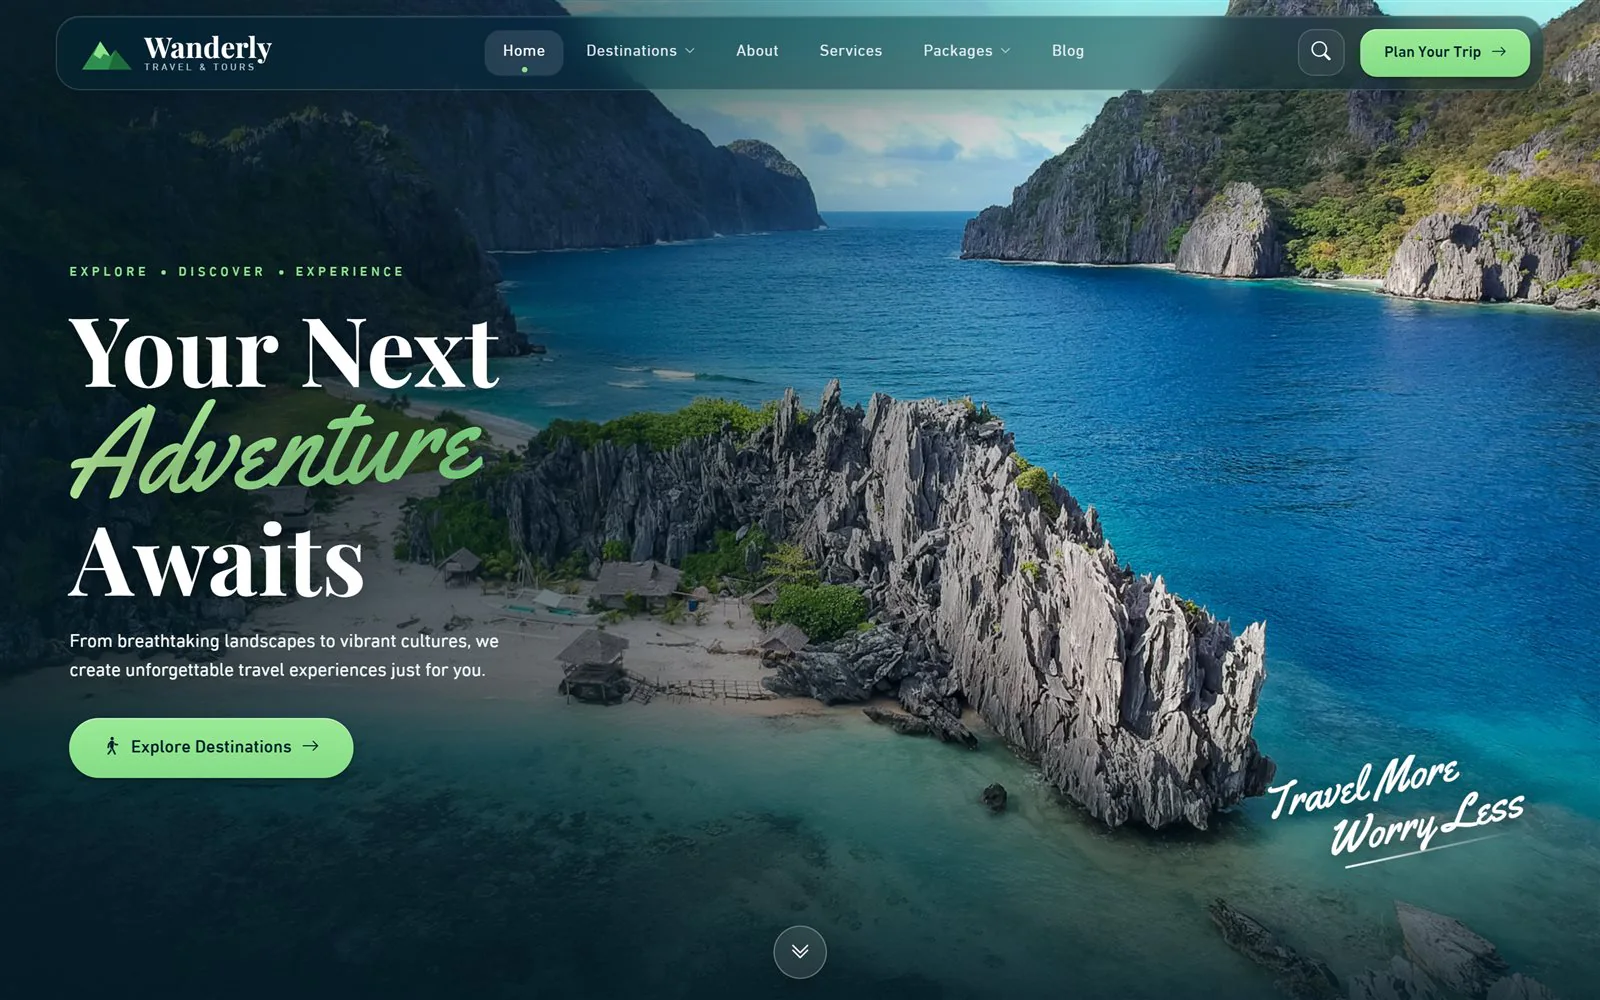 Wanderly
TRAVEL & TOURS
Home
Destinations
About
Services
Packages
Blog
Plan Your Trip
EXPLORE • DISCOVER • EXPERIENCE
Your Next
Adventure
Awaits
From breathtaking landscapes to vibrant cultures, we
create unforgettable travel experiences just for you.
Explore Destinations
Travel More
Worry Less